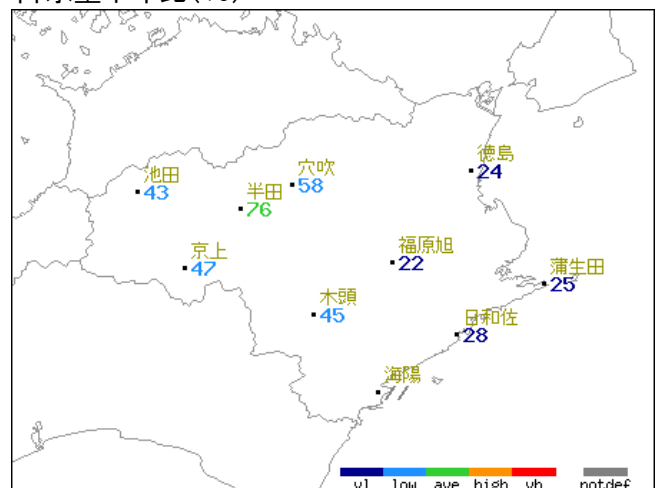 池田
43
半田
76
穴吹
58
徳島
24
京上
47
福原旭
22
蒲生田
25
木頭
45
日和佐
28
海陽
vl low ave high vh notdef